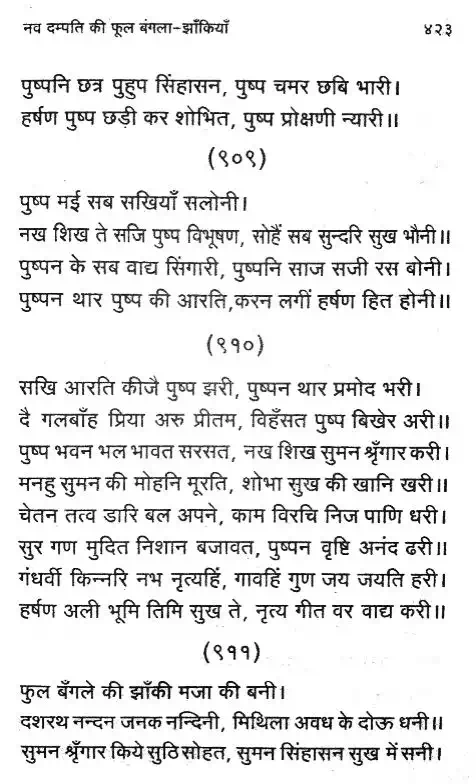 नव दम्पति की फूल बंगला-झाँकियाँ ४२३
पुष्पनि छत्र पुहुप सिंहासन, पुष्प चमर छबि भारी।
हर्षण पुष्प छड़ी कर शोभित, पुष्प प्रोक्षणी न्यारी॥
(९०९)
पुष्प मई सब सखियाँ सलोनी।
नख शिख ते सजि पुष्प विभूषण, सोहैं सब सुन्दरि सुख भौनी॥
पुष्पन के सब वाद्य सिंगारी, पुष्पनि साज सजी रस बोनी।
पुष्पन थार पुष्प की आरति,करन लगीं हर्षण हित होनी॥
(९१०)
सखि आरति कीजै पुष्प झरी, पुष्पन थार प्रमोद भरी।
दै गलबाँह प्रिया अरु प्रीतम, विहँसत पुष्प बिखेर अरी॥
पुष्प भवन भल भावत सरसत, नख शिख सुमन श्रृँगार करी।
मनहु सुमन की मोहनि मूरति, शोभा सुख की खानि खरी॥
चेतन तत्व डारि बल अपने, काम विरचि निज पाणि धरी।
सुर गण मुदित निशान बजावत, पुष्पन वृष्टि अनंद ढरी॥
गंधर्वी किन्नरि नभ नृत्यहिं, गावहिं गुण जय जयति हरी।
हर्षण अली भूमि तिमि सुख ते, नृत्य गीत वर वाद्य करी॥
(९११)
फुल बँगले की झाँकी मजा की बनी।
दशरथ नन्दन जनक नन्दिनी, मिथिला अवध के दोऊ धनी॥
सुमन श्रृँगार किये सुठि सोहत, सुमन सिंहासन सुख में सनी।